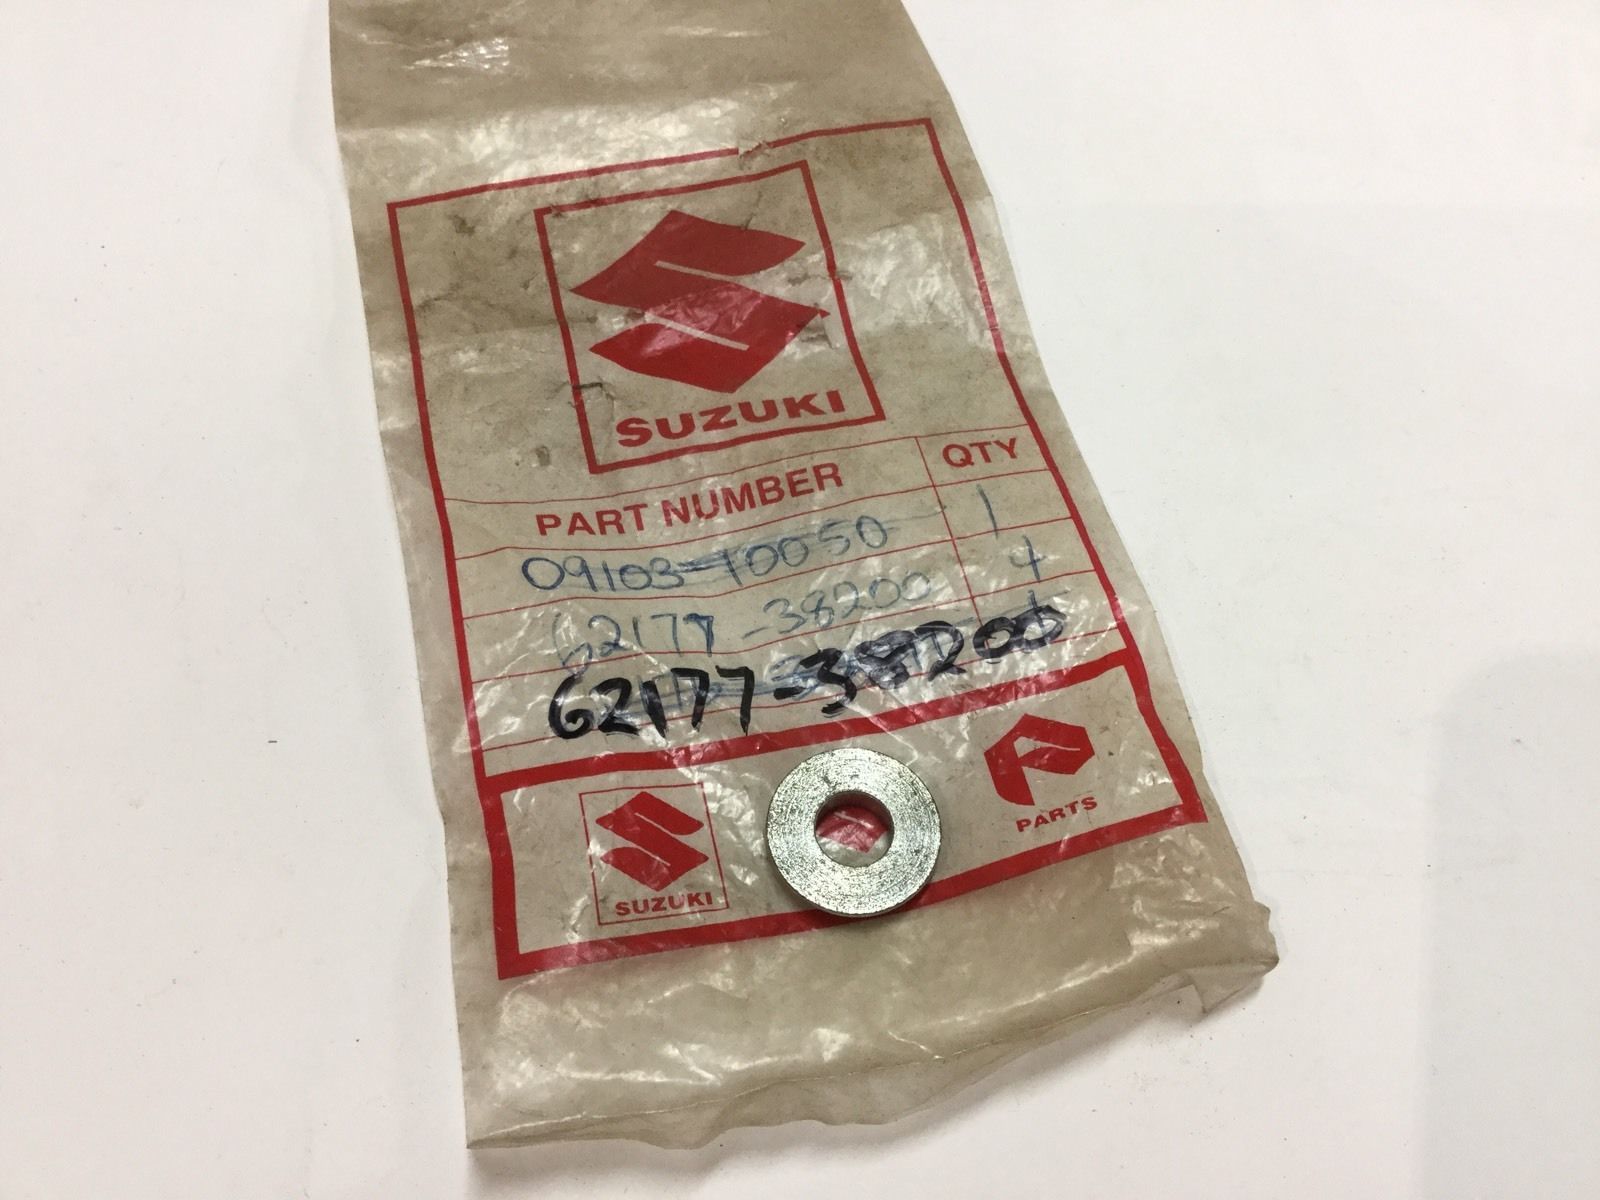 SUZUKI
PART NUMBER QTY
09103-10050 1
62177-38200 4
62177-38200
SUZUKI
PARTS